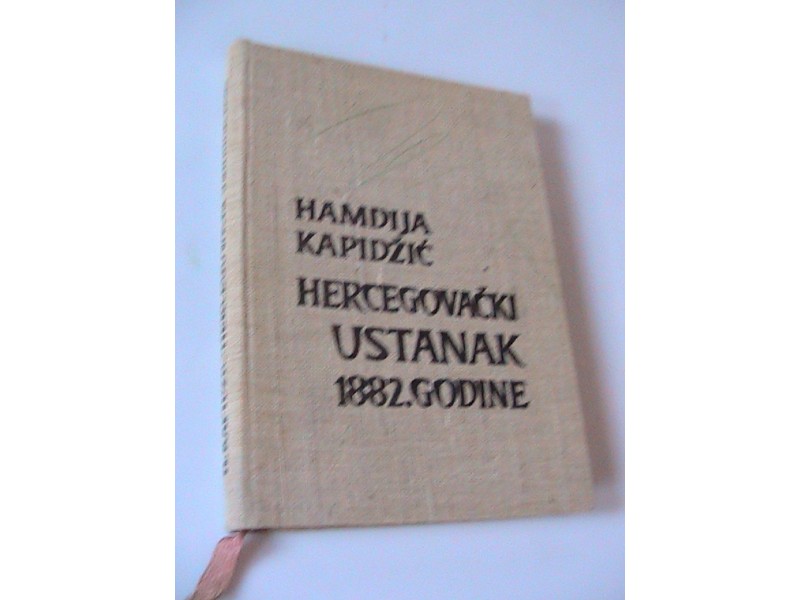 HAMDIJA
KAPIDŽIĆ
HERCEGOVAČKI
USTANAK
1882.GODINE